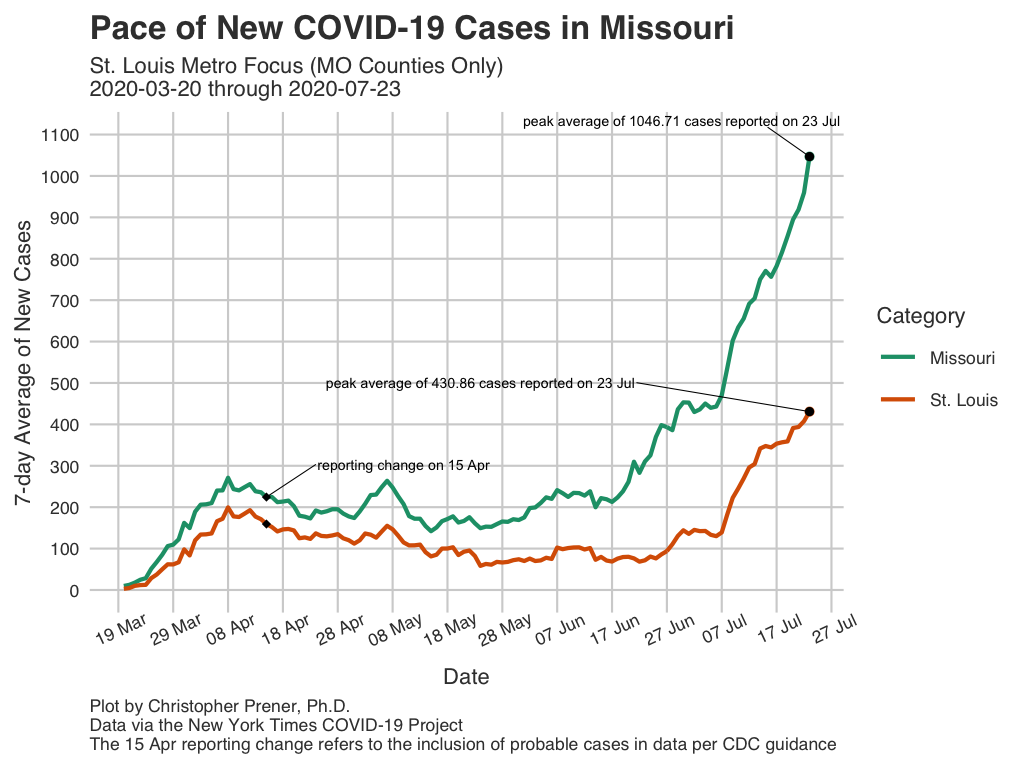 Pace of New COVID-19 Cases in Missouri
St. Louis Metro Focus (MO Counties Only)
2020-03-20 through 2020-07-23
peak average of 1046.71 cases reported on 23 Jul
peak average of 430.86 cases reported on 23 Jul
reporting change on 15 Apr
7-day Average of New Cases
1100
1000
900
800
700
600
500
400
300
200
100
0
19 Mar
29 Mar
08 Apr
18 Apr
28 Apr
08 May
18 May
28 May
07 Jun
17 Jun
27 Jun
07 Jul
17 Jul
27 Jul
Date
Category
Missouri
St. Louis
Plot by Christopher Prener, Ph.D.
Data via the New York Times COVID-19 Project
The 15 Apr reporting change refers to the inclusion of probable cases in data per CDC guidance